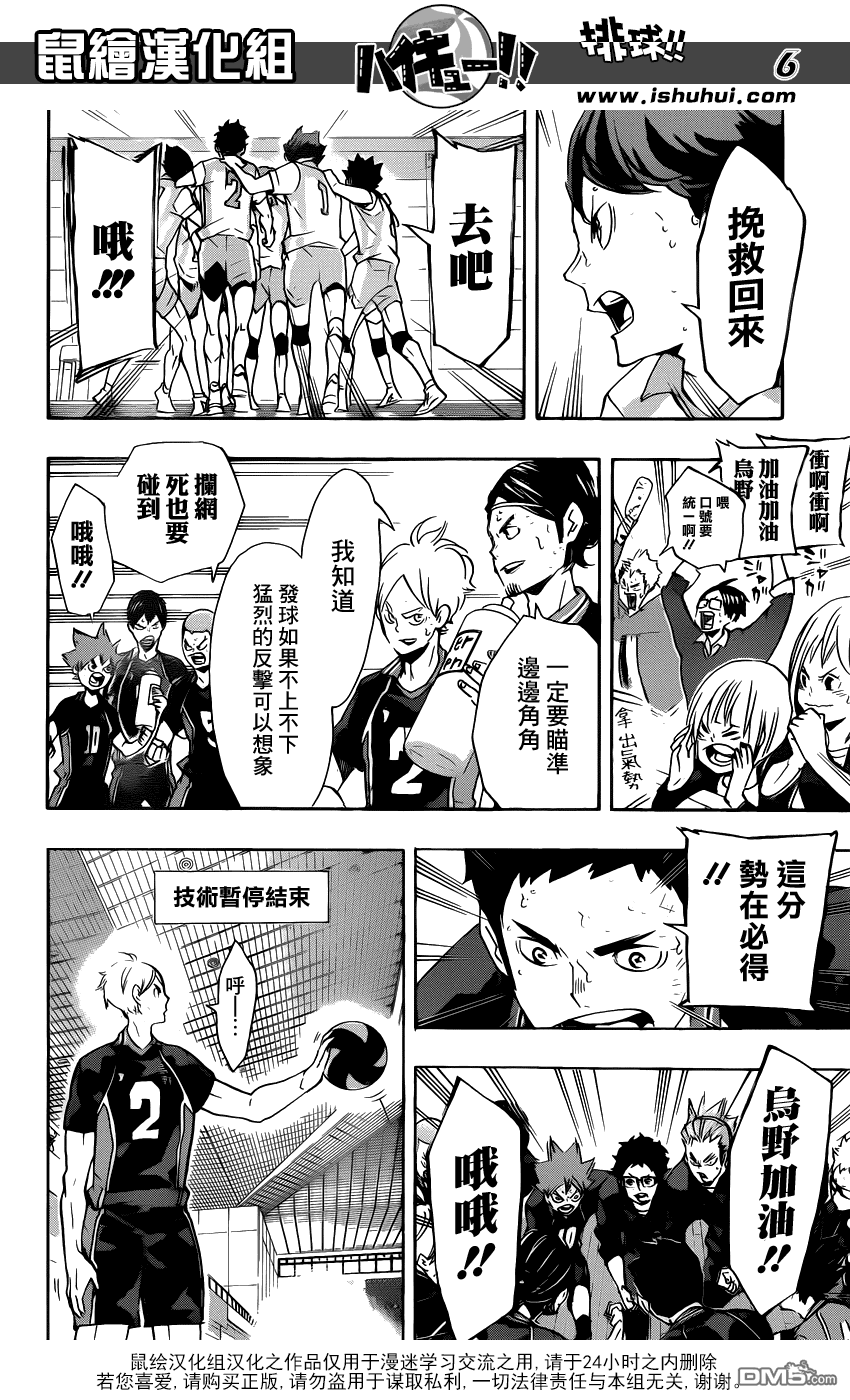 鼠繪漢化組
ハイキュー!!
排球!!
6
www.ishuhui.com
挽救回來
去吧
哦!!!
衝啊衝啊
加油加油
烏野
喂
口號要
統一啊!!
拿出氣勢
一定要瞄準
邊邊角角
我知道
發球如果不上不下
猛烈的反擊可以想象
攔網
死也要
碰到
哦哦!!
2
1
10
2
這分
勢在必得
!!
技術暫停結束
呼——…
2
烏野加油!!
哦哦!!
鼠绘汉化组汉化之作品仅用于漫迷学习交流之用, 请于24小时之内删除
若您喜爱, 请购买正版, 请勿盗用于谋取私利, 一切法律责任与本组无关, 谢谢。
DM5.com